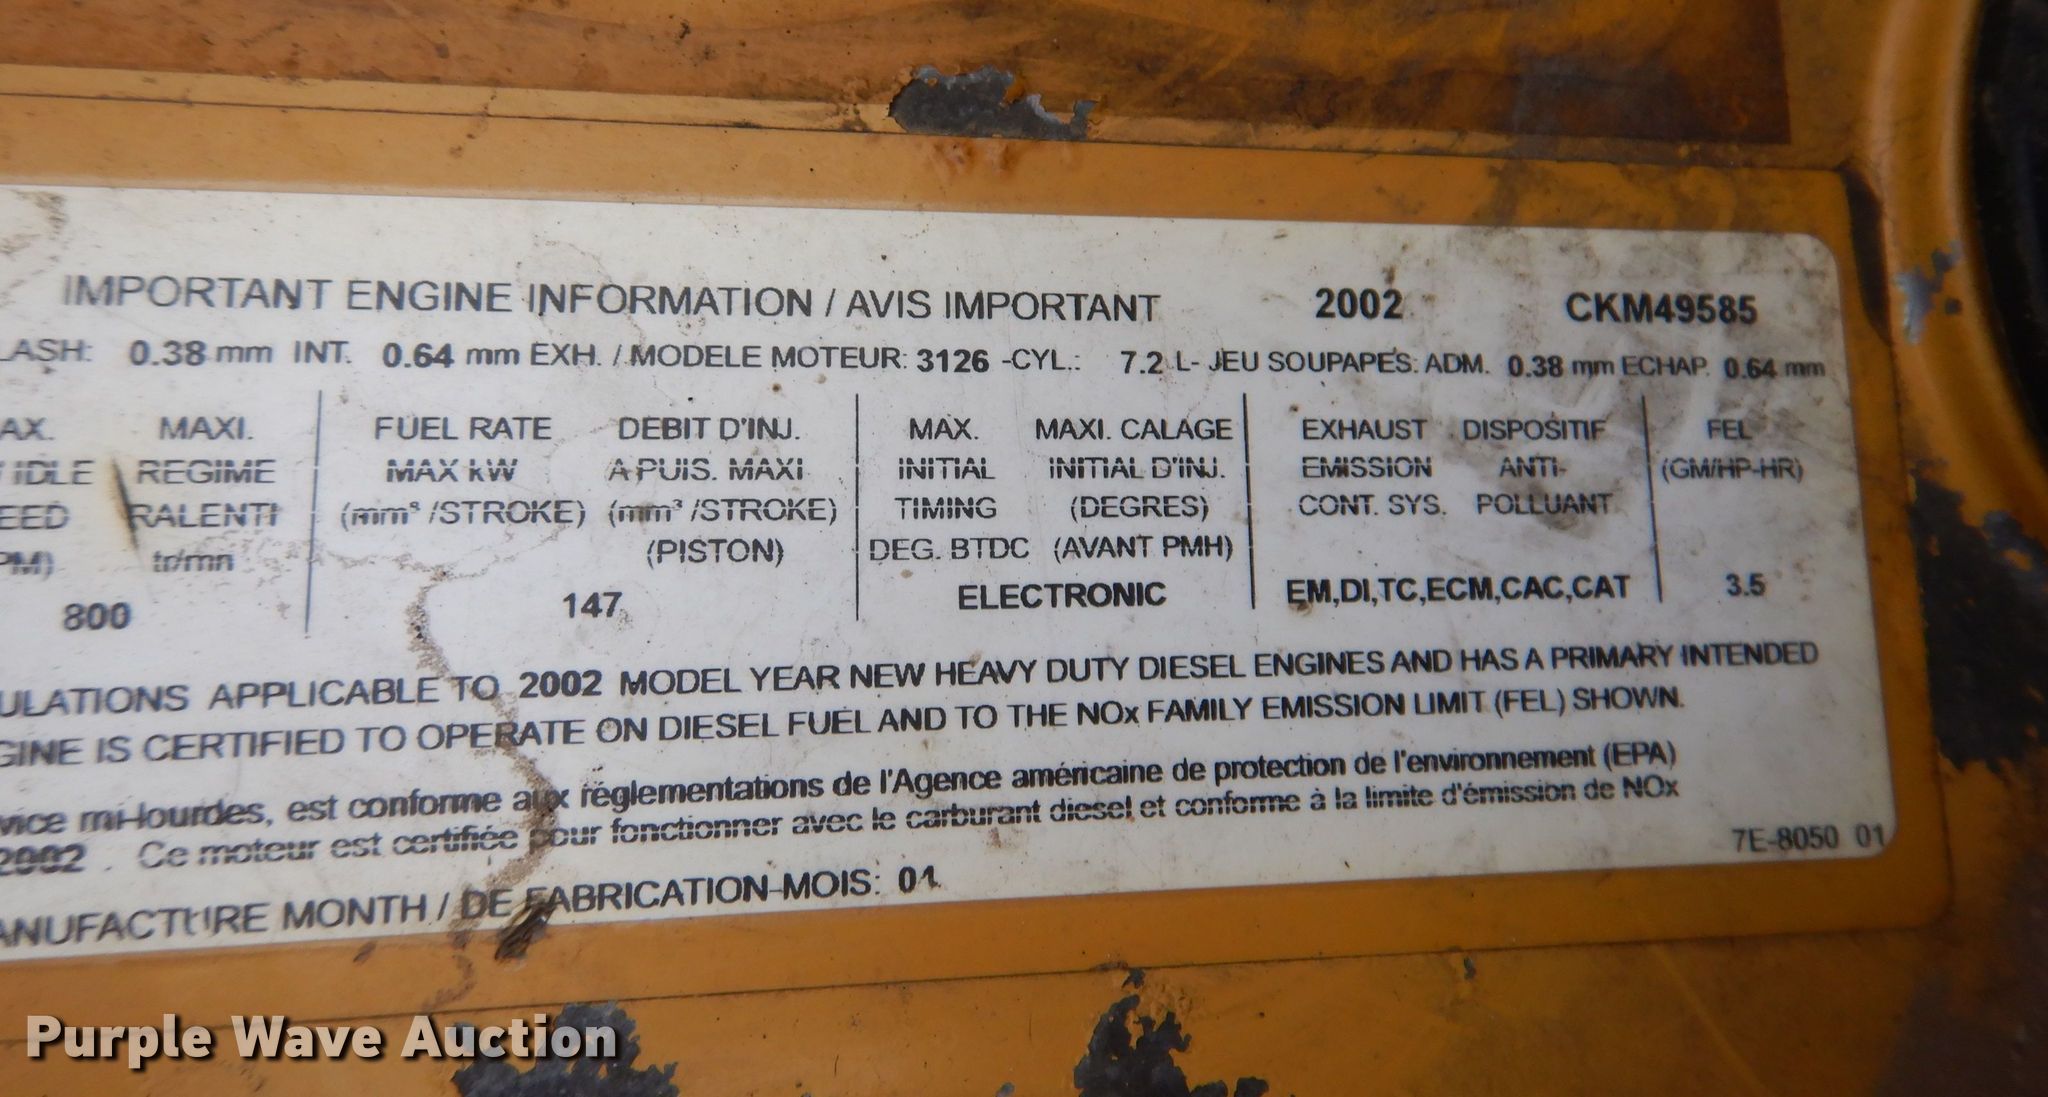 IMPORTANT ENGINE INFORMATION / AVIS IMPORTANT 2002 CKM49585
LASH: 0.38 mm INT. 0.64 mm EXH. / MODELE MOTEUR: 3126 -CYL.: 7.2 L- JEU SOUPAPES: ADM. 0.38 mm ECHAP. 0.64 mm
AX. MAXI. FUEL RATE DEBIT D'INJ. MAX. MAXI. CALAGE EXHAUST DISPOSITIF FEL
IDLE REGIME MAX kW A PUIS. MAXI INITIAL INITIAL D'INJ. EMISSION ANTI- (GM/HP-HR)
EED RALENTI (mm³ /STROKE) (mm³ /STROKE) TIMING (DEGRES) CONT. SYS. POLLUANT
PM) tr/mn (PISTON) DEG. BTDC (AVANT PMH)
800 147 ELECTRONIC EM,DI,TC,ECM,CAC,CAT 3.5
ULATIONS APPLICABLE TO 2002 MODEL YEAR NEW HEAVY DUTY DIESEL ENGINES AND HAS A PRIMARY INTENDED
GINE IS CERTIFIED TO OPERATE ON DIESEL FUEL AND TO THE NOx FAMILY EMISSION LIMIT (FEL) SHOWN.
vice mi-lourdes, est conforme aux réglementations de l'Agence américaine de protection de l'environnement (EPA)
2002 . Ce moteur est certifiée pour fonctionner avec le carburant diesel et conforme à la limite d'émission de NOx
7E-8050 01
ANUFACTURE MONTH / DE FABRICATION-MOIS: 01
Purple Wave Auction